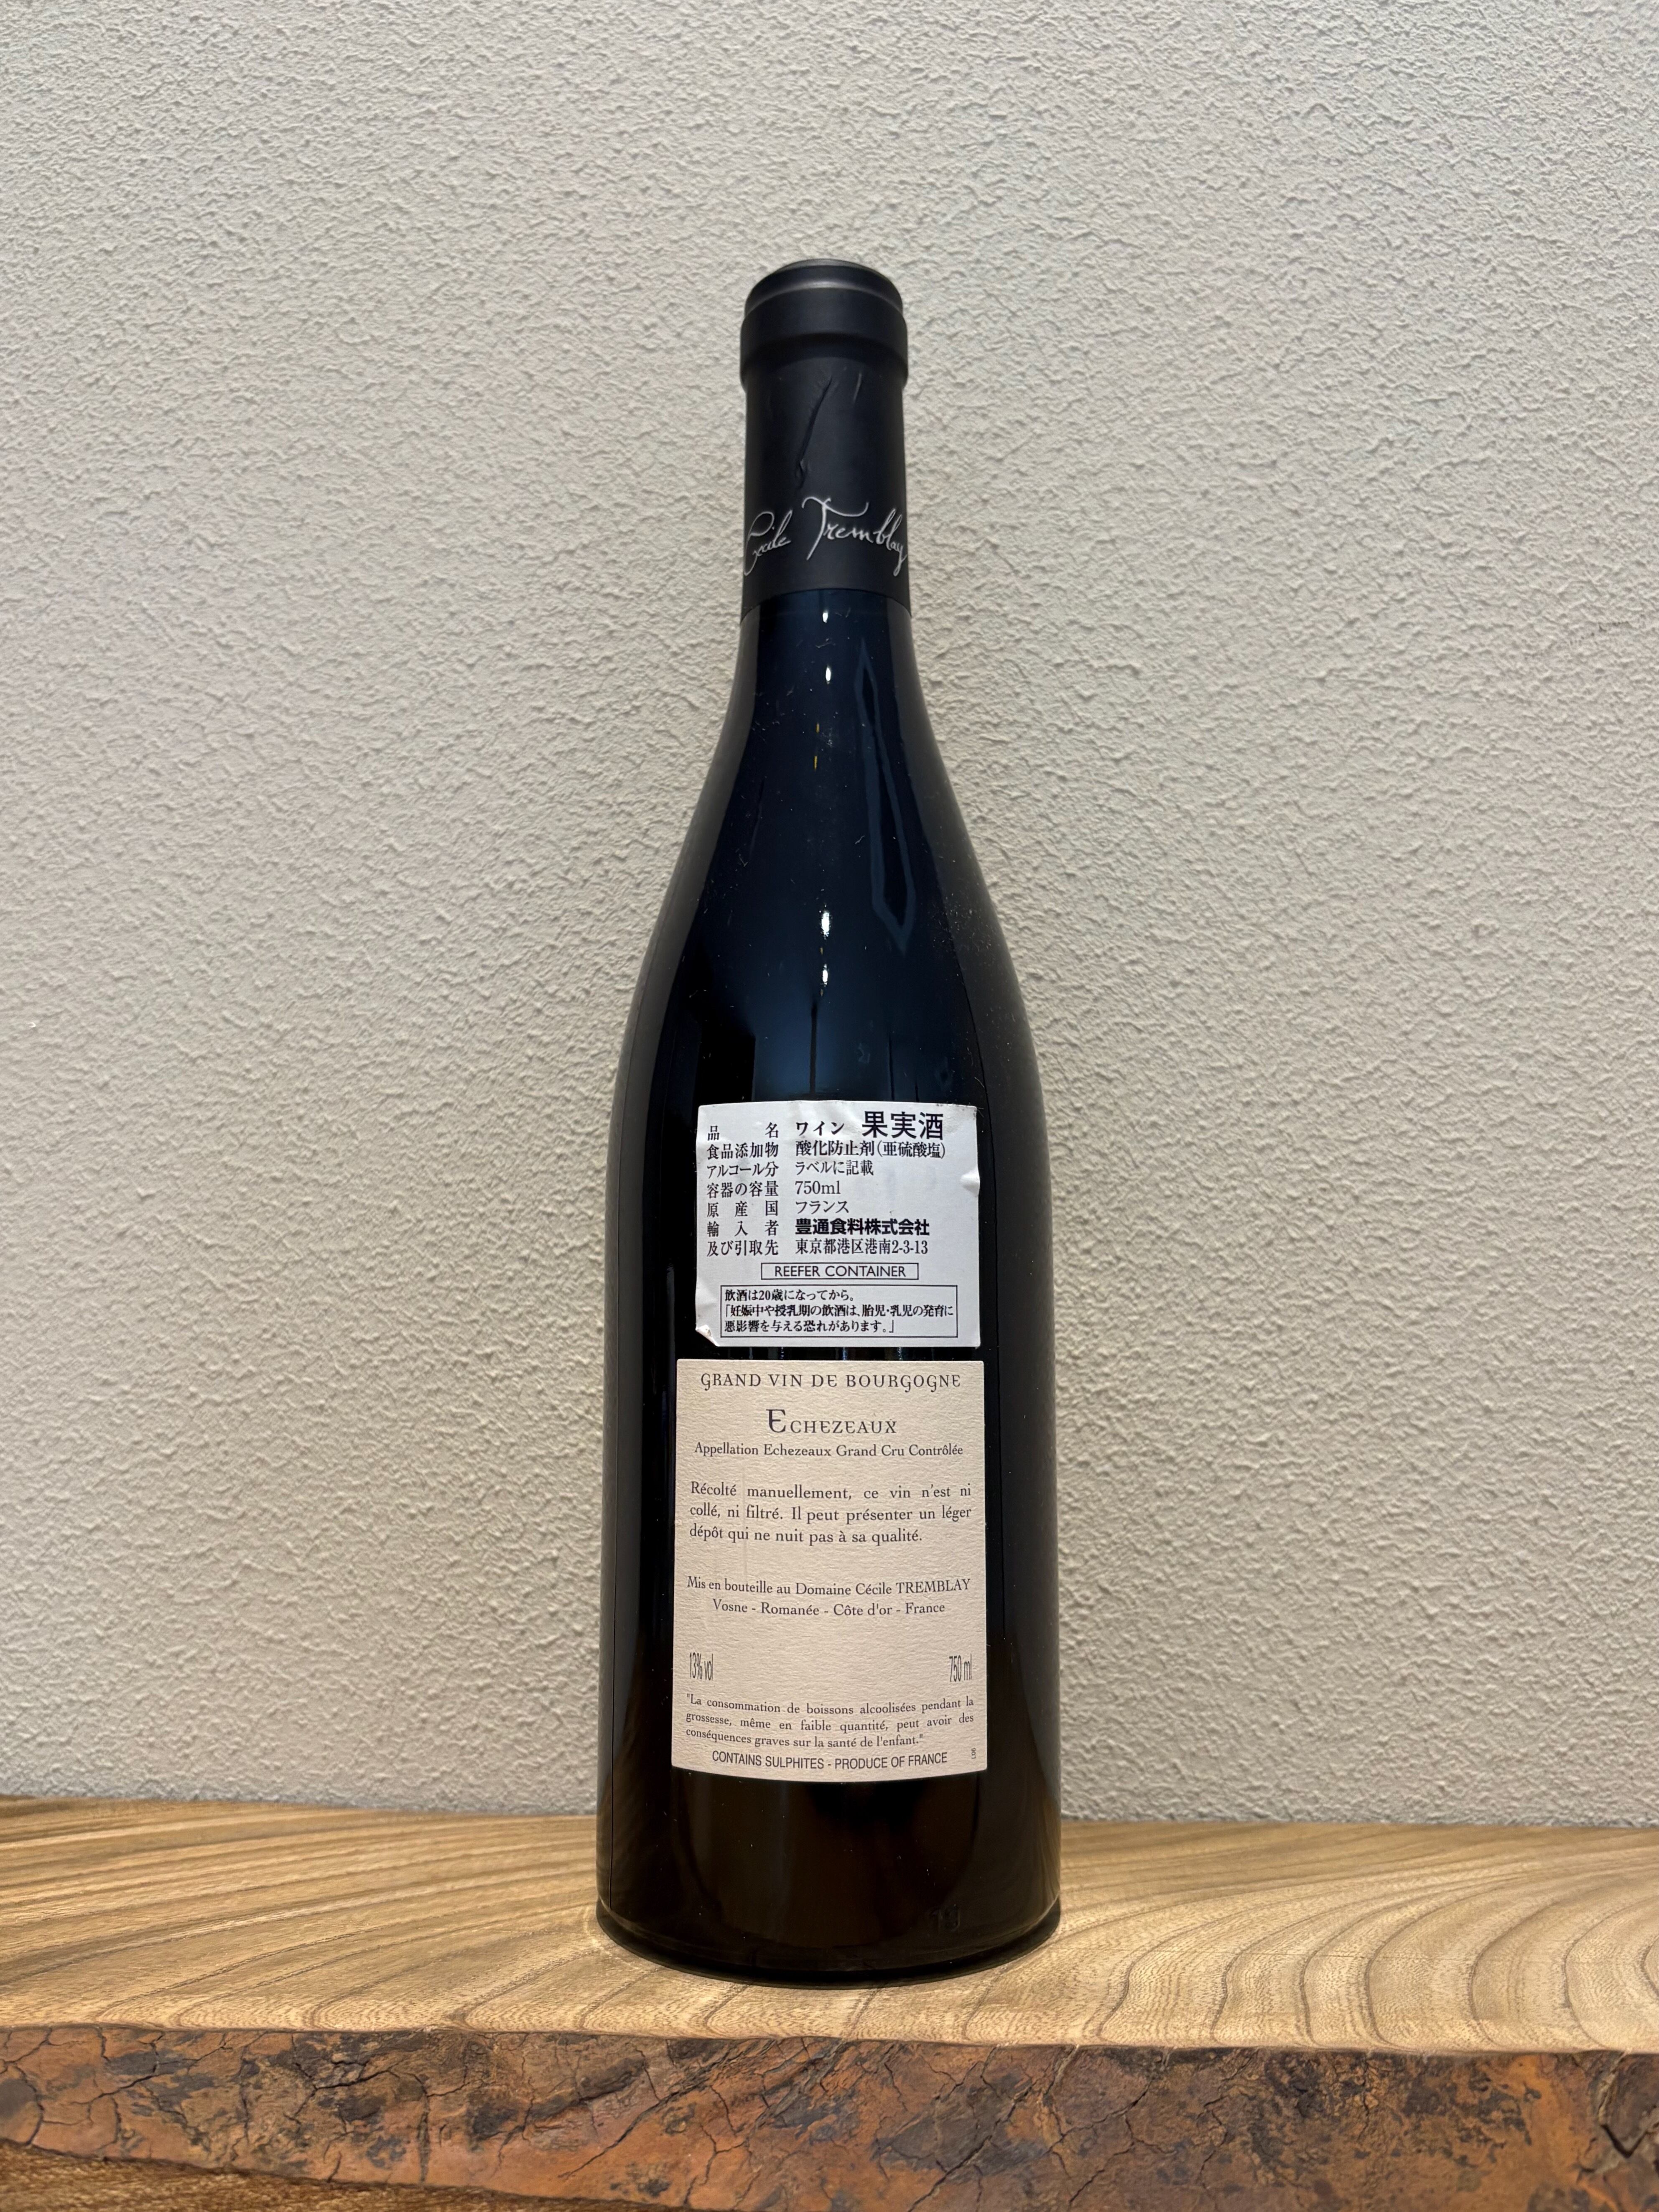 Cécile Tremblay
品 名 ワイン 果実酒
食品添加物 酸化防止剤(亜硫酸塩)
アルコール分 ラベルに記載
容器の容量 750ml
原産国 フランス
輸入者 豊通食料株式会社
及び引取先 東京都港区港南2-3-13
REEFER CONTAINER
飲酒は20歳になってから。
「妊娠中や授乳期の飲酒は、胎児・乳児の発育に
悪影響を与える恐れがあります。」
GRAND VIN DE BOURGOGNE
ECHEZEAUX
Appellation Echezeaux Grand Cru Contrôlée
Récolté manuellement, ce vin n'est ni
collé, ni filtré. Il peut présenter un léger
dépôt qui ne nuit pas à sa qualité.
Mis en bouteille au Domaine Cécile TREMBLAY
Vosne - Romanée - Côte d'or - France
13% vol 750 ml
"La consommation de boissons alcoolisées pendant la
grossesse, même en faible quantité, peut avoir des
conséquences graves sur la santé de l'enfant."
CONTAINS SULPHITES - PRODUCE OF FRANCE